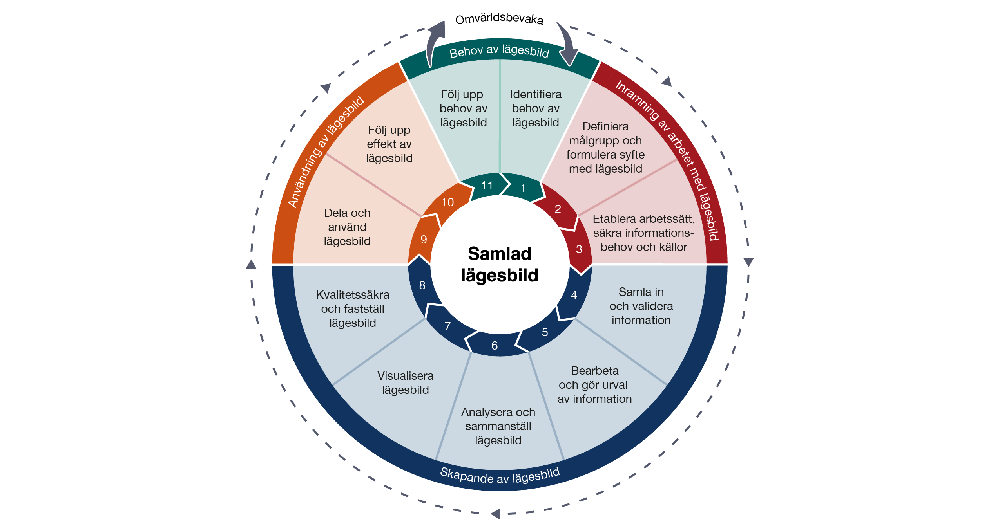 Omvärldsbevaka
Behov av lägesbild
Inramning av arbetet med lägesbild
Skapande av lägesbild
Användning av lägesbild
Samlad
lägesbild
1
Identifiera
behov av
lägesbild
2
Definiera
målgrupp och
formulera syfte
med lägesbild
3
Etablera arbetssätt,
säkra informations-
behov och källor
4
Samla in
och validera
information
5
Bearbeta
och gör urval
av information
6
Analysera och
sammanställ
lägesbild
7
Visualisera
lägesbild
8
Kvalitetssäkra
och fastställ
lägesbild
9
Dela och
använd
lägesbild
10
Följ upp
effekt av
lägesbild
11
Följ upp
behov av
lägesbild